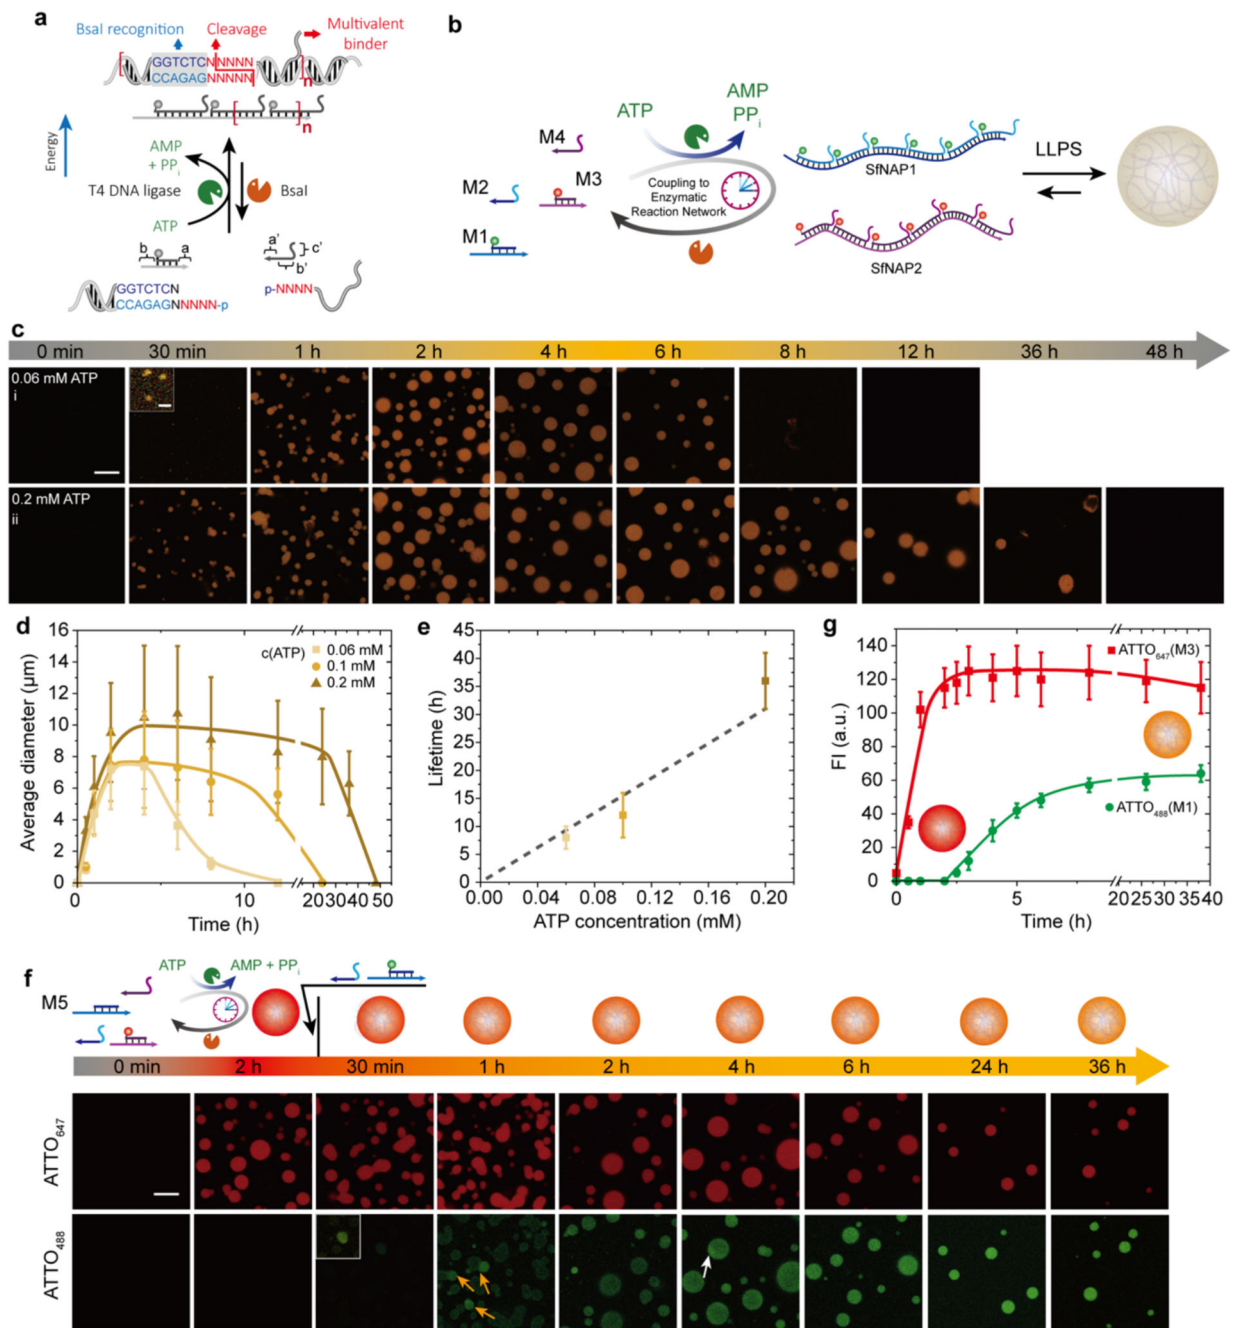 a
BsaI recognition
Cleavage
Multivalent
binder
GGTCTCNNNNN
CCAGAGNNNNN
n
n
Energy
AMP
+ PPi
T4 DNA ligase
BsaI
ATP
b
a
a'
c'
b'
GGTCTCN
CCAGAGNNNNN-p
p-NNNN
b
ATP
AMP
PPi
M4
M2
M3
M1
Coupling to
Enzymatic
Reaction Network
SfNAP1
SfNAP2
LLPS
c
0 min 30 min 1 h 2 h 4 h 6 h 8 h 12 h 36 h 48 h
0.06 mM ATP
i
0.2 mM ATP
ii
d
Average diameter (μm)
16
14
12
10
8
6
4
2
0
c(ATP)
0.06 mM
0.1 mM
0.2 mM
0 10 20 30 40 50
Time (h)
e
Lifetime (h)
45
40
35
30
25
20
15
10
5
0
0.00 0.04 0.08 0.12 0.16 0.20
ATP concentration (mM)
g
FI (a.u.)
140
120
100
80
60
40
20
0
ATTO647(M3)
ATTO488(M1)
0 5 20 25 30 35 40
Time (h)
f
ATP
AMP + PPi
M5
0 min 2 h 30 min 1 h 2 h 4 h 6 h 24 h 36 h
ATTO647
ATTO488